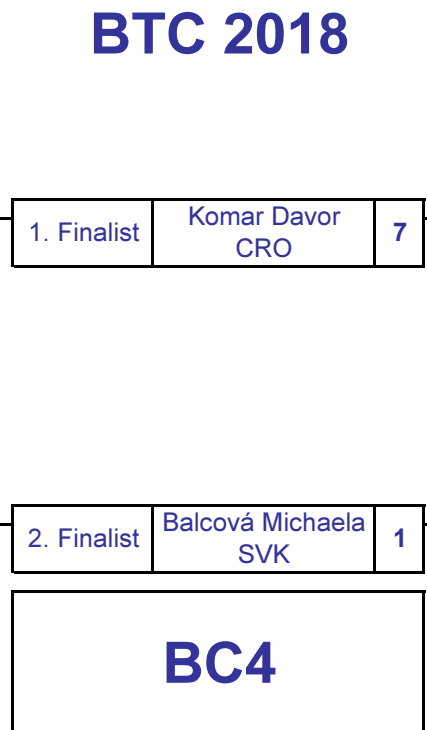 BTC 2018
Komar Davor
1. Finalist
7
CRO
Balcová Michaela
2. Finalist
1
SVK
BC4